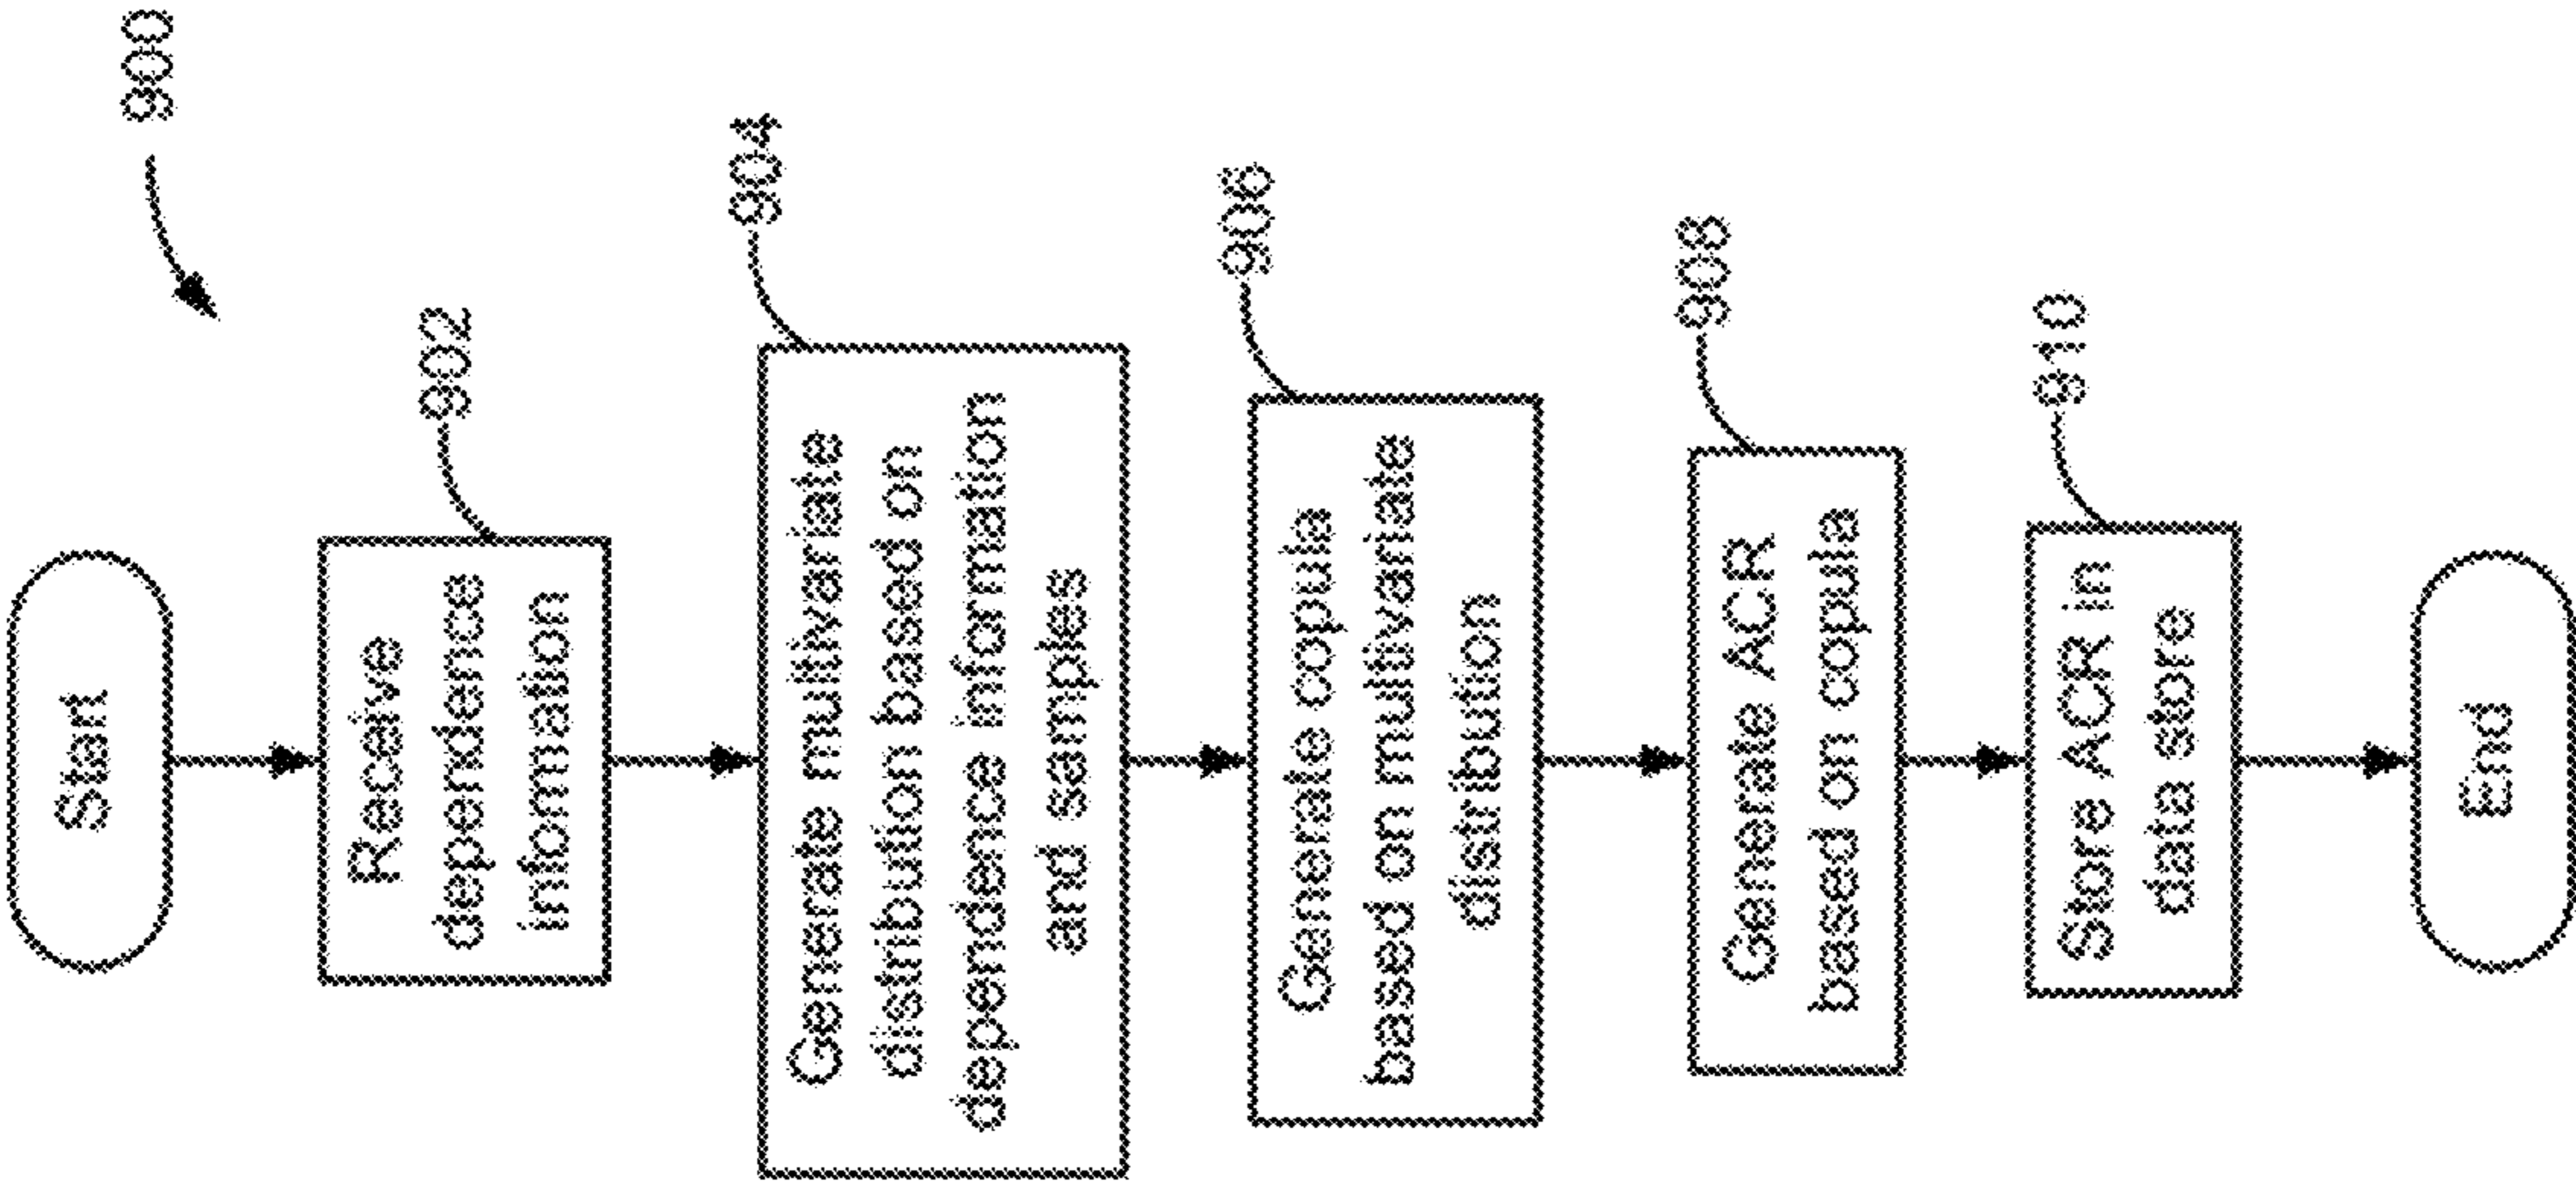 900
Start
Receive
dependence
information
902
Generate multivariate
distribution based on
dependence information
and samples
904
Generate copula
based on multivariate
distribution
906
Generate ACR
based on copula
908
Store ACR in
data store
910
End